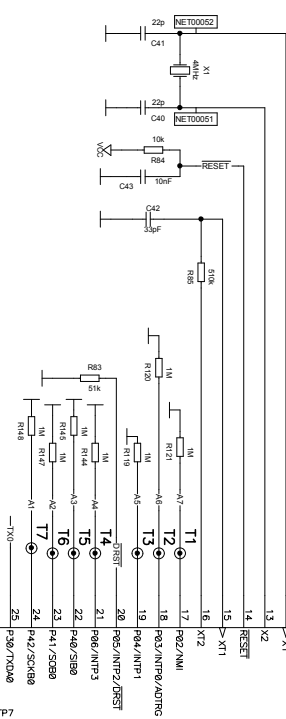 22p
NET00052
C41
4MHz
X1
22p
NET00051
C40
10k
VCC
R84
RESET
10nF
C43
C42
33pF
510k
R85
R83
51k
1M
R120
1M
R121
1M
R119
1M
R148
1M
R147
1M
R145
1M
R144
A1
A2
A3
A4
A5
A6
A7
T7
T6
T5
T4
T3
T2
T1
DRST
TX0
X1
13 X2
14 RESET
15 XT1
16 XT2
17 P02/NMI
18 P03/INTP0/ADTRG
19 P04/INTP1
20 P05/INTP2/DRST
21 P06/INTP3
22 P40/SIB0
23 P41/SOB0
24 P42/SCKB0
25 P30/TXDA0
TP7